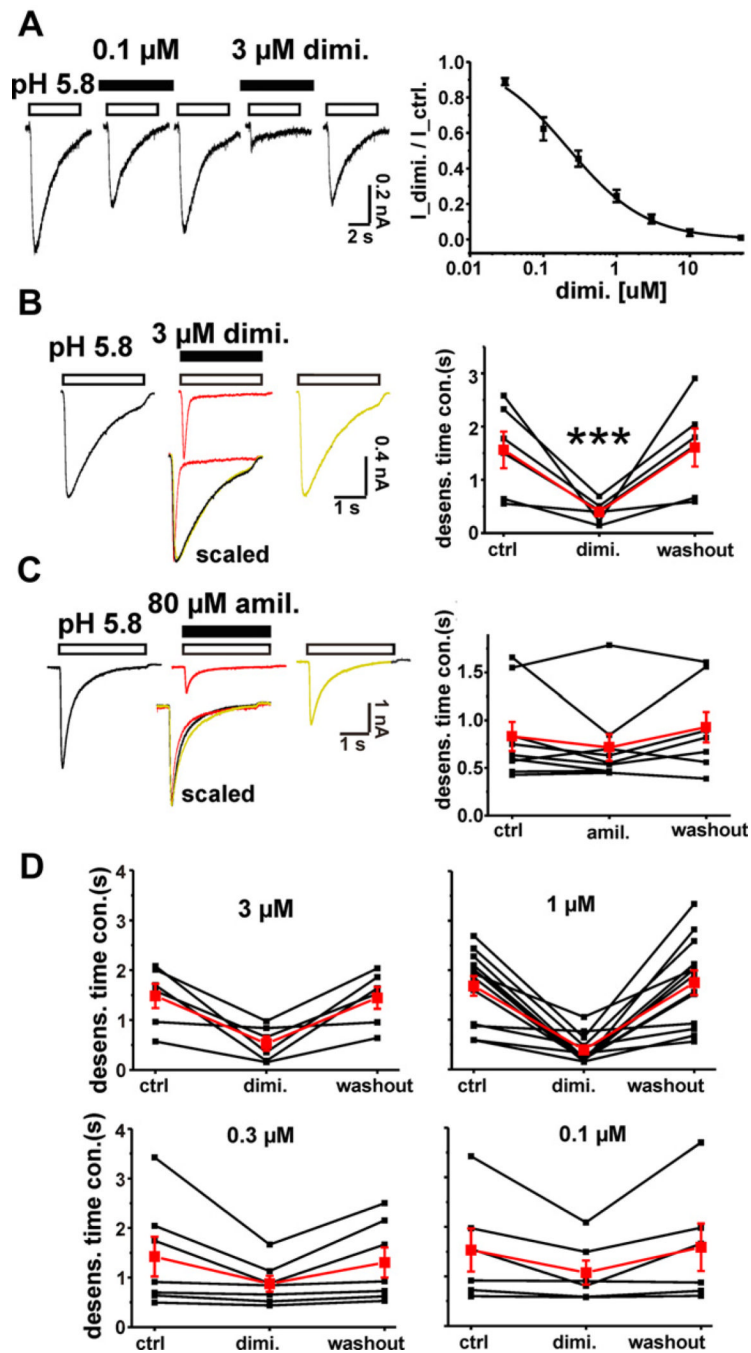 A
0.1 µM
3 µM dimi.
pH 5.8
0.2 nA
2 s
I_dimi. / I_ctrl.
1.0
0.8
0.6
0.4
0.2
0.0
0.01
0.1
1
10
dimi. [uM]
B
3 µM dimi.
pH 5.8
0.4 nA
1 s
scaled
desens. time con.(s)
3
2
1
0
***
ctrl
dimi.
washout
C
80 µM amil.
pH 5.8
1 nA
1 s
scaled
desens. time con.(s)
1.5
1.0
0.5
0.0
ctrl
amil.
washout
D
desens. time con.(s)
4
3
2
1
0
3 µM
ctrl
dimi.
washout
1 µM
ctrl
dimi.
washout
desens. time con.(s)
4
3
2
1
0
0.3 µM
ctrl
dimi.
washout
0.1 µM
ctrl
dimi.
washout